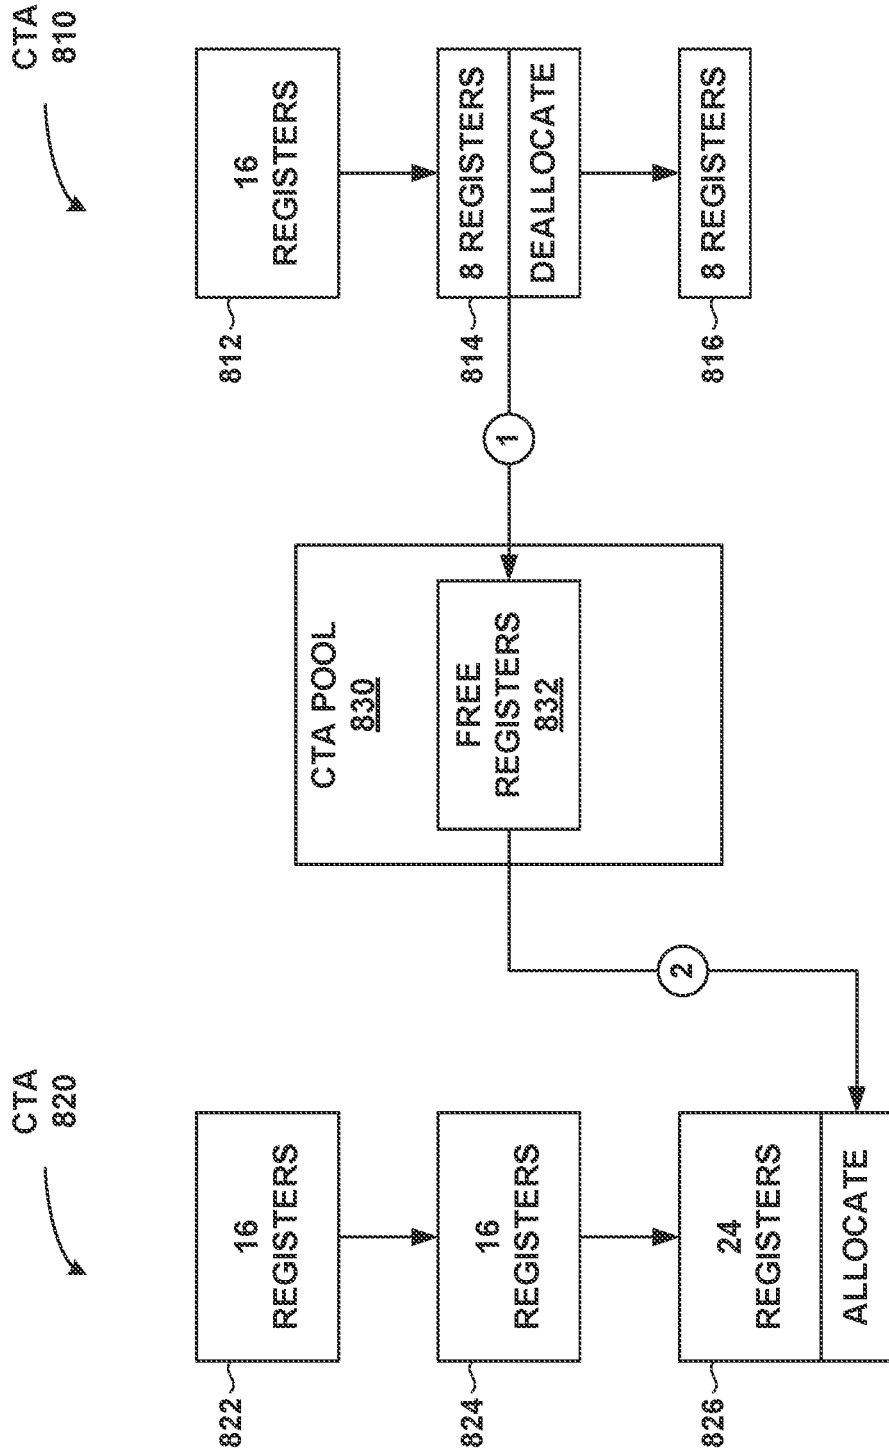 CTA
820
822
16
REGISTERS
824
16
REGISTERS
826
24
REGISTERS
ALLOCATE
2
CTA POOL
830
FREE
REGISTERS
832
1
CTA
810
812
16
REGISTERS
814
8 REGISTERS
DEALLOCATE
816
8 REGISTERS